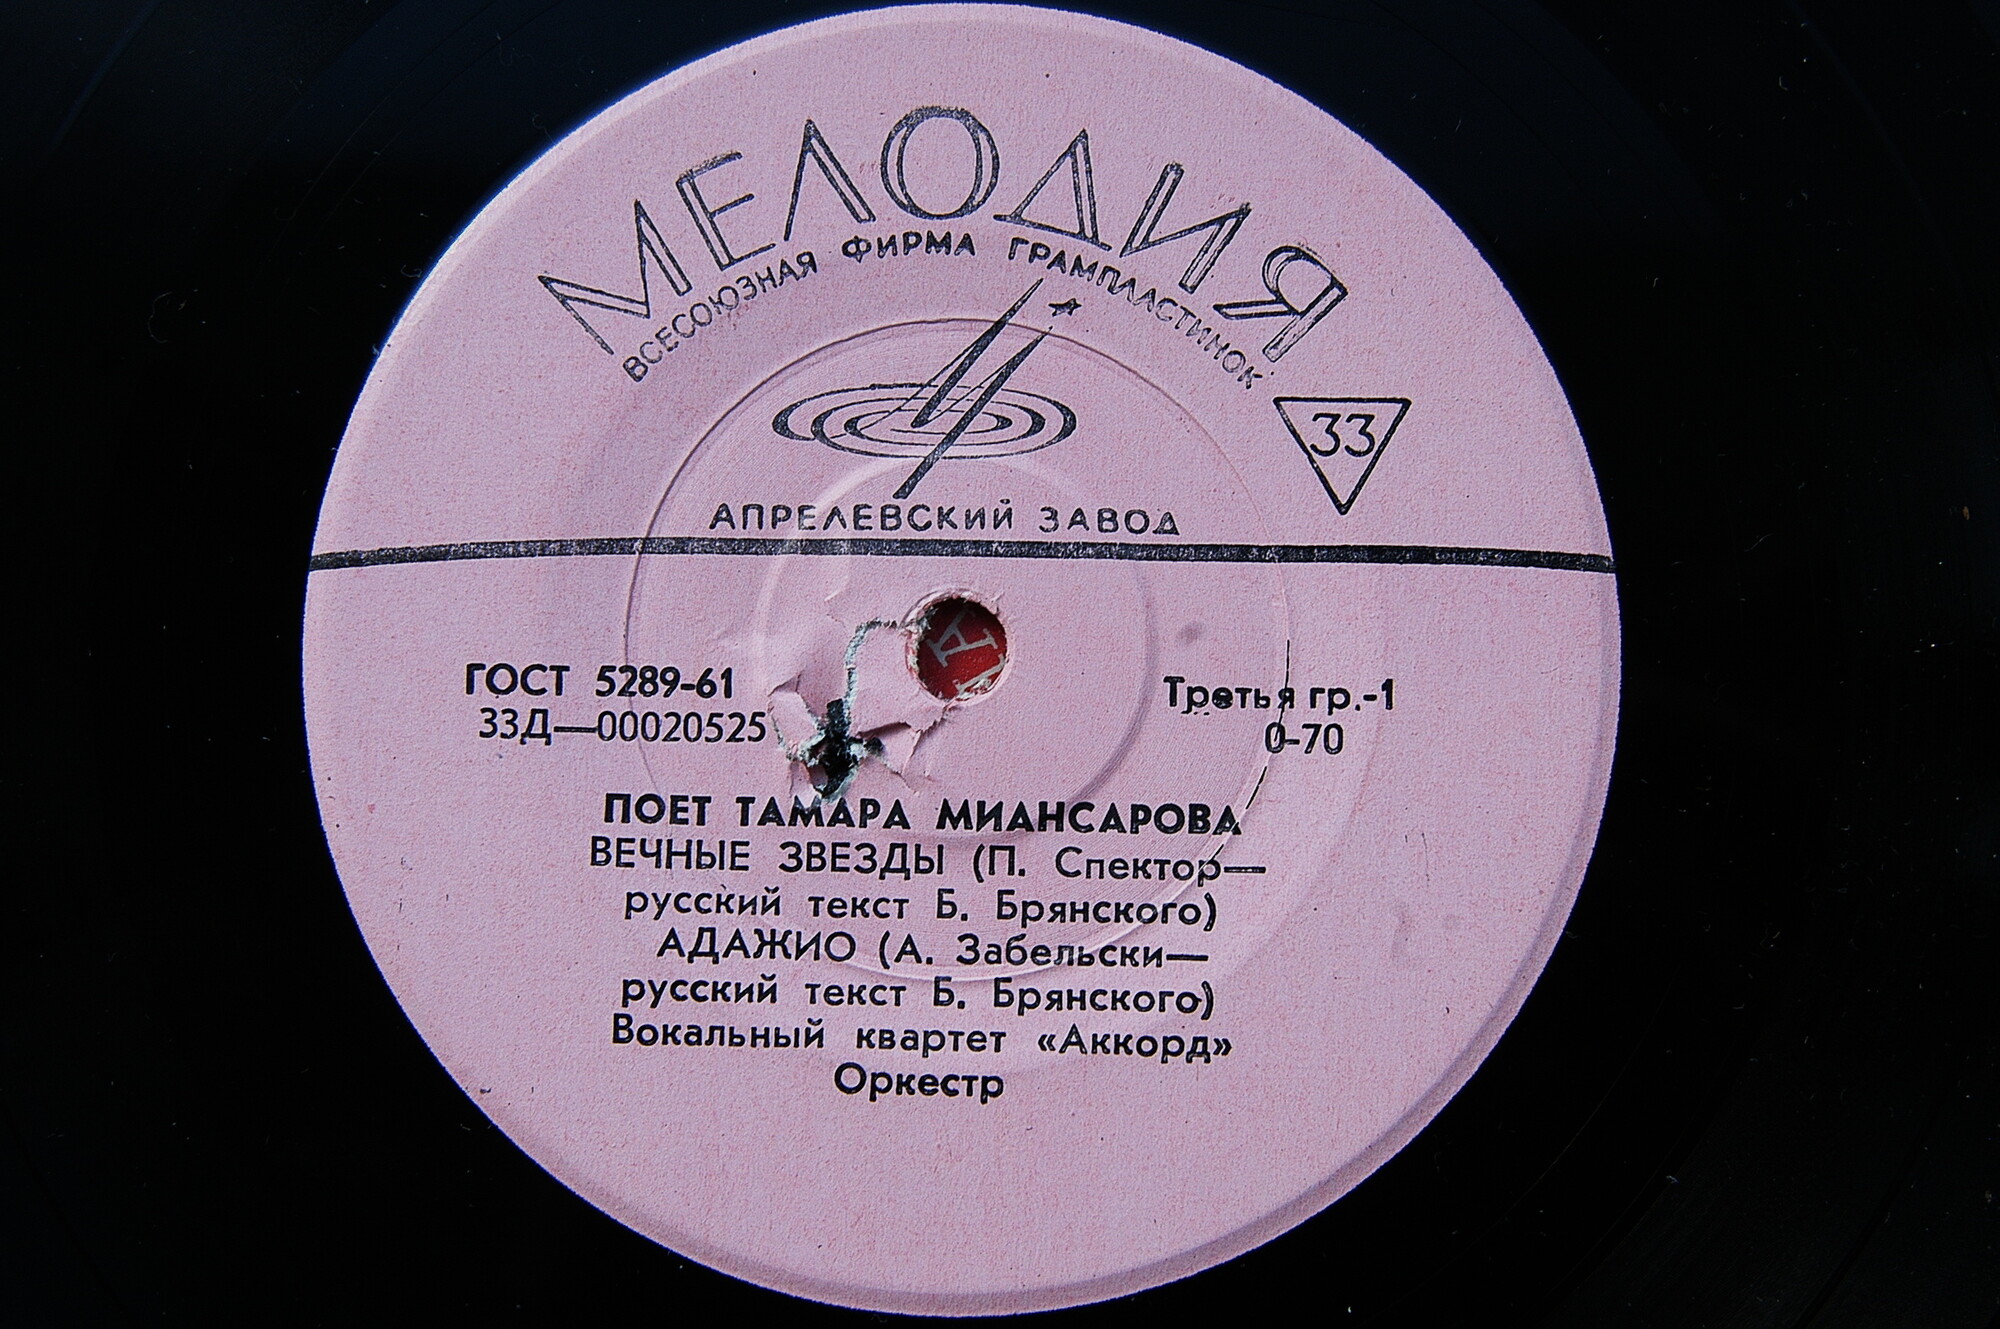 МЕЛОДИЯ
ВСЕСОЮЗНАЯ ФИРМА ГРАМПЛАСТИНОК
33
АПРЕЛЕВСКИЙ ЗАВОД
ГОСТ 5289-61
33Д—00020525
Третья гр.-1
0-70
ПОЕТ ТАМАРА МИАНСАРОВА
ВЕЧНЫЕ ЗВЕЗДЫ (П. Спектор—
русский текст Б. Брянского)
АДАЖИО (А. Забельски—
русский текст Б. Брянского)
Вокальный квартет «Аккорд»
Оркестр